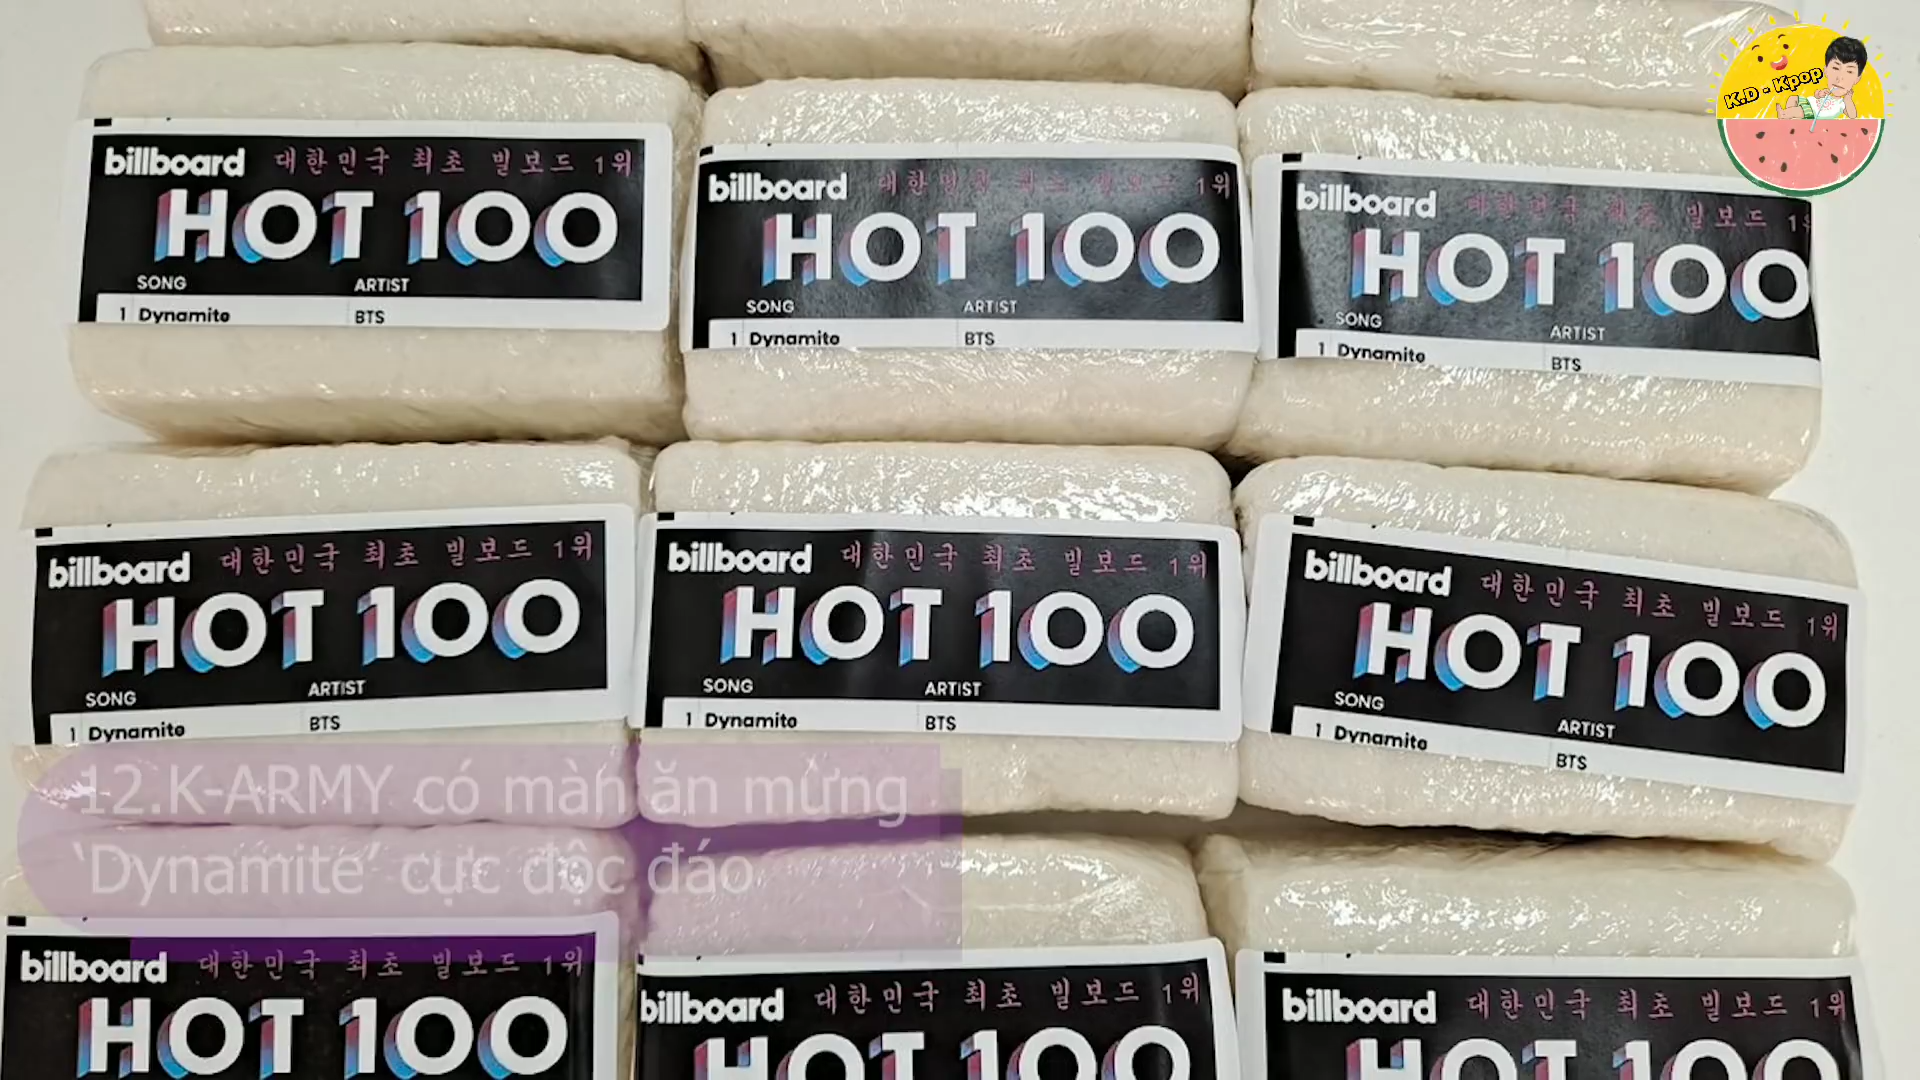 K.D - Kpop
billboard 대한민국 최초 빌보드 1위
HOT 100
SONG ARTIST
1 Dynamite BTS
billboard 대한민국 최초 빌보드 1위
HOT 100
SONG ARTIST
1 Dynamite BTS
billboard 대한민국 최초 빌보드 1위
HOT 100
SONG ARTIST
1 Dynamite BTS
billboard 대한민국 최초 빌보드 1위
HOT 100
SONG ARTIST
1 Dynamite BTS
billboard 대한민국 최초 빌보드 1위
HOT 100
SONG ARTIST
1 Dynamite BTS
billboard 대한민국 최초 빌보드 1위
HOT 100
SONG ARTIST
1 Dynamite BTS
12.K-ARMY có màn ăn mừng
‘Dynamite’ cực độc đáo
billboard 대한민국 최초 빌보드 1위
HOT 100
billboard 대한민국 최초 빌보드 1위
HOT 100
billboard 대한민국 최초 빌보드 1위
HOT 100